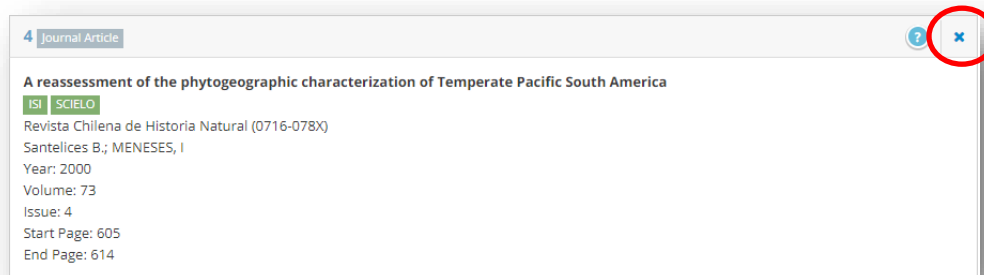 4 Journal Article ? ×
A reassessment of the phytogeographic characterization of Temperate Pacific South America
ISI SCIELO
Revista Chilena de Historia Natural (0716-078X)
Santelices B.; MENESES, I
Year: 2000
Volume: 73
Issue: 4
Start Page: 605
End Page: 614